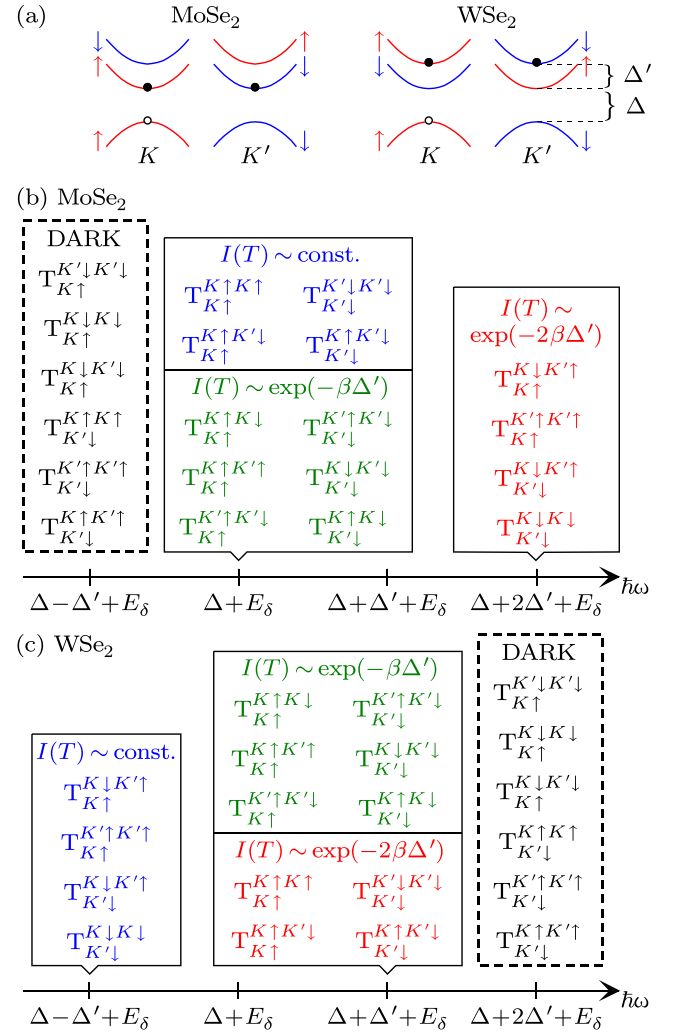 (a) MoSe₂ WSe₂
↓ ↑ ↑ ↓
↑ ↓ ↓ ↑ } Δ′
} Δ
↑ K K′ ↓ ↑ K K′ ↓
(b) MoSe₂
DARK
T_{K↑}^{K′↓K′↓}
T_{K↑}^{K↓K↓}
T_{K↑}^{K↓K′↓}
T_{K′↓}^{K↑K↑}
T_{K′↓}^{K′↑K′↑}
T_{K′↓}^{K↑K′↑}
I(T) ∼ const.
T_{K↑}^{K↑K↑} T_{K′↓}^{K′↓K′↓}
T_{K↑}^{K↑K′↓} T_{K′↓}^{K↑K′↓}
I(T) ∼ exp(−βΔ′)
T_{K↑}^{K↑K↓} T_{K′↓}^{K′↑K′↓}
T_{K↑}^{K↑K′↑} T_{K′↓}^{K↓K′↓}
T_{K↑}^{K′↑K′↓} T_{K′↓}^{K↑K↓}
I(T) ∼
exp(−2βΔ′)
T_{K↑}^{K↓K′↑}
T_{K↑}^{K′↑K′↑}
T_{K′↓}^{K↓K′↑}
T_{K′↓}^{K↓K↓}
Δ−Δ′+E_δ Δ+E_δ Δ+Δ′+E_δ Δ+2Δ′+E_δ ℏω
(c) WSe₂
I(T) ∼ const.
T_{K↑}^{K↓K′↑}
T_{K↑}^{K′↑K′↑}
T_{K′↓}^{K↓K′↑}
T_{K′↓}^{K↓K↓}
I(T) ∼ exp(−βΔ′)
T_{K↑}^{K↑K↓} T_{K′↓}^{K′↑K′↓}
T_{K↑}^{K↑K′↑} T_{K′↓}^{K↓K′↓}
T_{K↑}^{K′↑K′↓} T_{K′↓}^{K↑K↓}
I(T) ∼ exp(−2βΔ′)
T_{K↑}^{K↑K↑} T_{K′↓}^{K′↓K′↓}
T_{K↑}^{K↑K′↓} T_{K′↓}^{K↑K′↓}
DARK
T_{K↑}^{K′↓K′↓}
T_{K↑}^{K↓K↓}
T_{K↑}^{K↓K′↓}
T_{K′↓}^{K↑K↑}
T_{K′↓}^{K′↑K′↑}
T_{K′↓}^{K↑K′↑}
Δ−Δ′+E_δ Δ+E_δ Δ+Δ′+E_δ Δ+2Δ′+E_δ ℏω